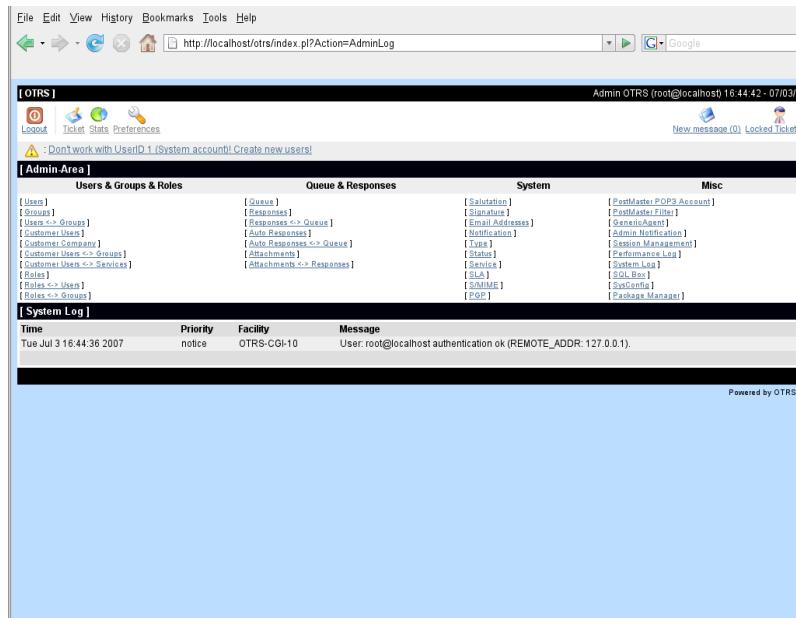 File Edit View History Bookmarks Tools Help
http://localhost/otrs/index.pl?Action=AdminLog
Google
[ OTRS ] Admin OTRS (root@localhost) 16:44:42 - 07/03/
Logout Ticket Stats Preferences New message (0) Locked Ticket
: Don't work with UserID 1 (System account)! Create new users!
[ Admin-Area ]
Users & Groups & Roles Queue & Responses System Misc
[ Users ] [ Queue ] [ Salutation ] [ PostMaster POP3 Account ]
[ Groups ] [ Responses ] [ Signature ] [ PostMaster Filter ]
[ Users <-> Groups ] [ Responses <-> Queue ] [ Email Addresses ] [ GenericAgent ]
[ Customer Users ] [ Auto Responses ] [ Notification ] [ Admin Notification ]
[ Customer Company ] [ Auto Responses <-> Queue ] [ Type ] [ Session Management ]
[ Customer Users <-> Groups ] [ Attachments ] [ Status ] [ Performance Log ]
[ Customer Users <-> Services ] [ Attachments <-> Responses ] [ Service ] [ System Log ]
[ Roles ] [ SLA ] [ SQL Box ]
[ Roles <-> Users ] [ S/MIME ] [ SysConfig ]
[ Roles <-> Groups ] [ PGP ] [ Package Manager ]
[ System Log ]
Time Priority Facility Message
Tue Jul 3 16:44:36 2007 notice OTRS-CGI-10 User: root@localhost authentication ok (REMOTE_ADDR: 127.0.0.1).
Powered by OTRS